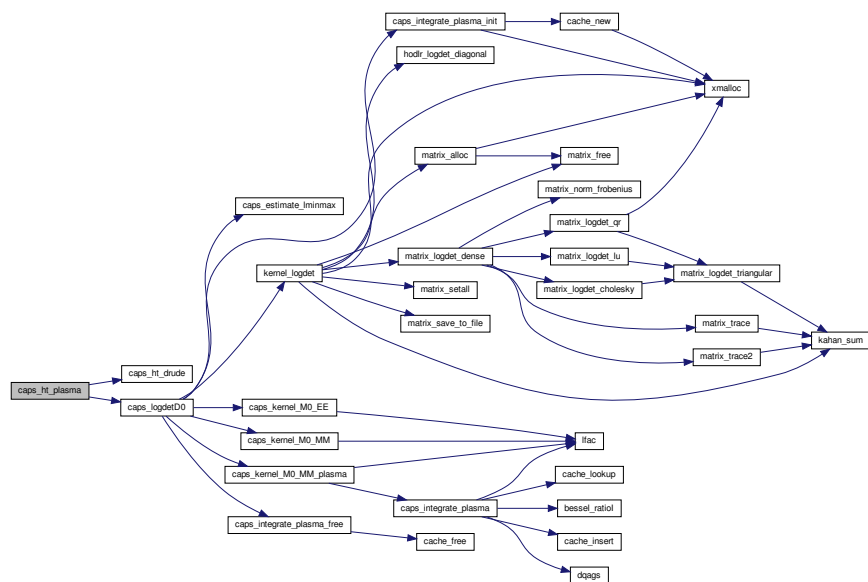 caps_integrate_plasma_init
cache_new
hodlr_logdet_diagonal
xmalloc
matrix_alloc
matrix_free
matrix_norm_frobenius
caps_estimate_lminmax
matrix_logdet_qr
matrix_logdet_dense
matrix_logdet_lu
kernel_logdet
matrix_logdet_triangular
matrix_setall
matrix_logdet_cholesky
matrix_save_to_file
matrix_trace
kahan_sum
matrix_trace2
caps_ht_drude
caps_ht_plasma
caps_logdetD0
caps_kernel_M0_EE
caps_kernel_M0_MM
lfac
caps_kernel_M0_MM_plasma
cache_lookup
caps_integrate_plasma
bessel_ratioI
caps_integrate_plasma_free
cache_free
cache_insert
dqags